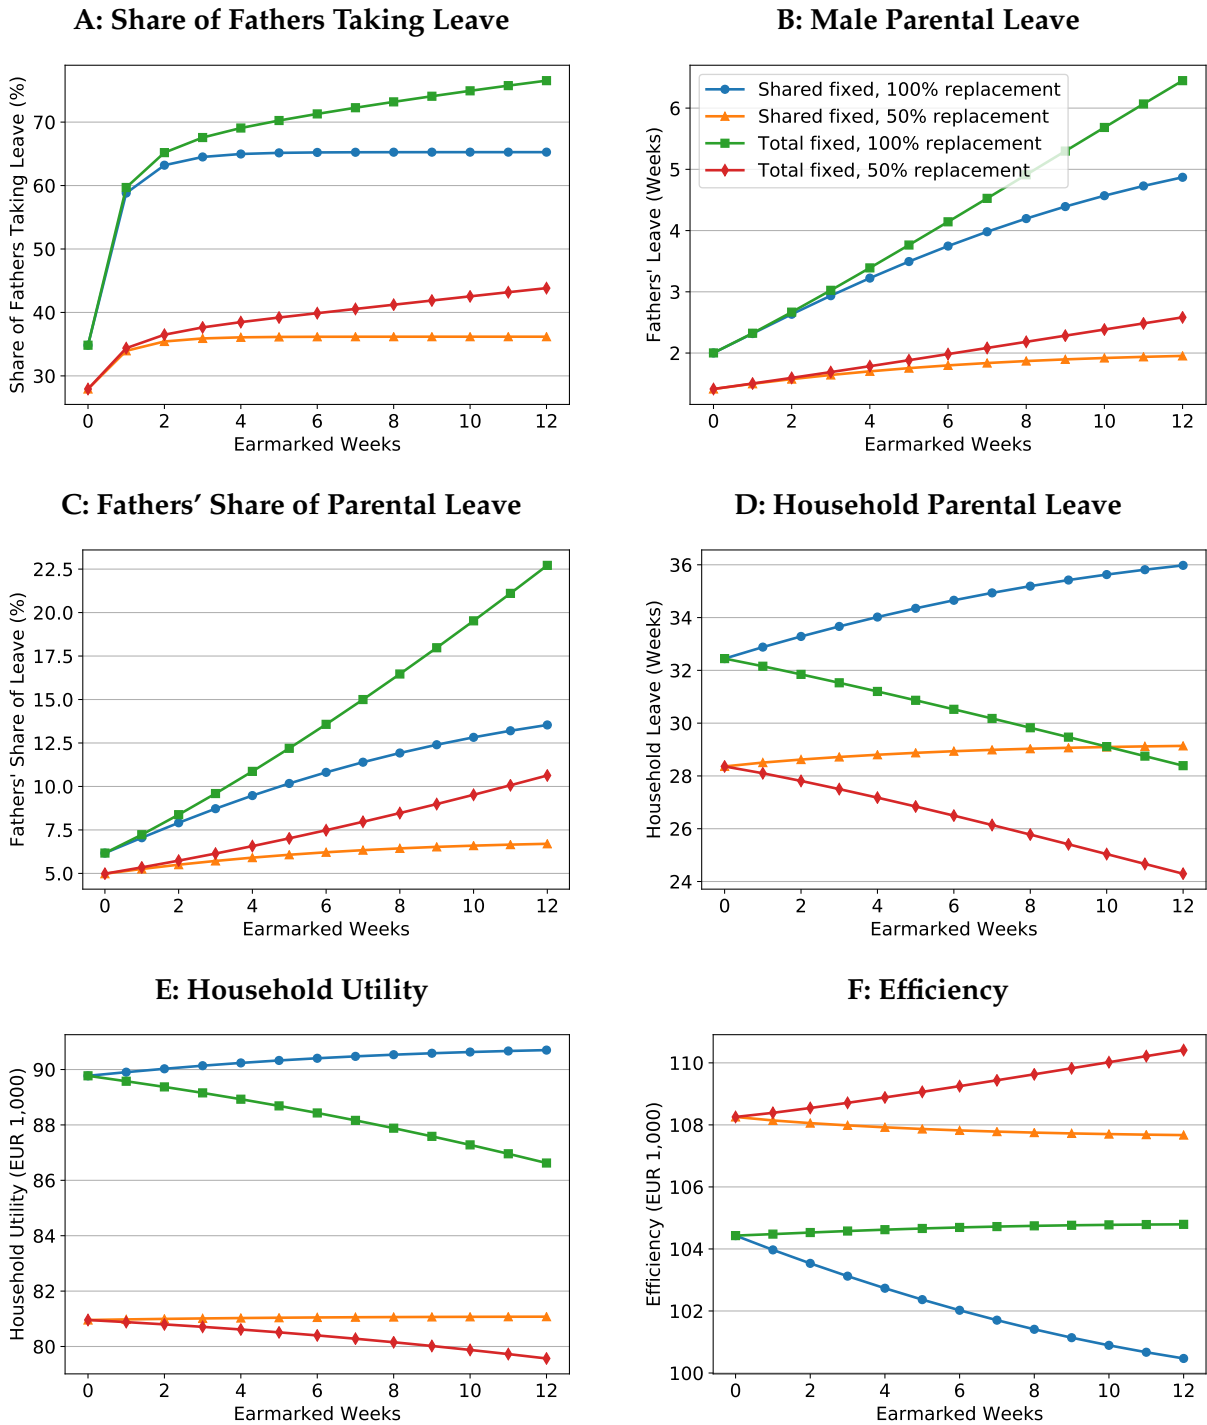 A: Share of Fathers Taking Leave
Share of Fathers Taking Leave (%)
70
60
50
40
30
0 2 4 6 8 10 12
Earmarked Weeks
B: Male Parental Leave
Fathers' Leave (Weeks)
6
5
4
3
2
Shared fixed, 100% replacement
Shared fixed, 50% replacement
Total fixed, 100% replacement
Total fixed, 50% replacement
0 2 4 6 8 10 12
Earmarked Weeks
C: Fathers’ Share of Parental Leave
Fathers' Share of Leave (%)
22.5
20.0
17.5
15.0
12.5
10.0
7.5
5.0
0 2 4 6 8 10 12
Earmarked Weeks
D: Household Parental Leave
Household Leave (Weeks)
36
34
32
30
28
26
24
0 2 4 6 8 10 12
Earmarked Weeks
E: Household Utility
Household Utility (EUR 1,000)
90
88
86
84
82
80
0 2 4 6 8 10 12
Earmarked Weeks
F: Efficiency
Efficiency (EUR 1,000)
110
108
106
104
102
100
0 2 4 6 8 10 12
Earmarked Weeks